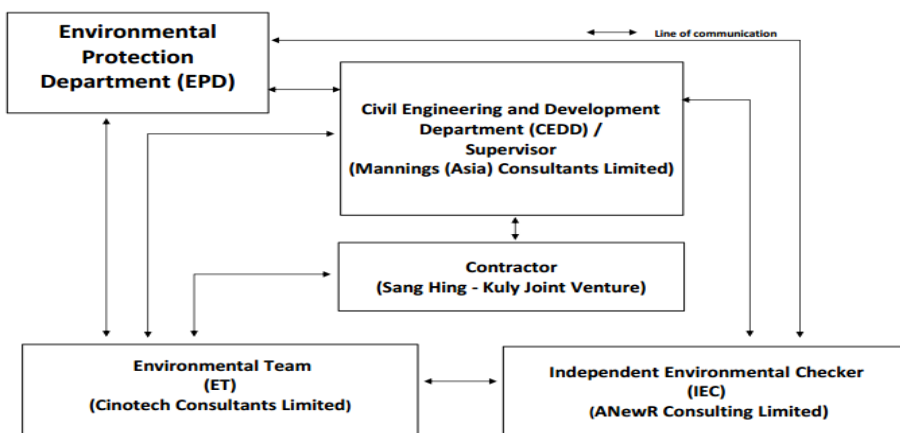 Environmental
Protection
Department (EPD)
Line of communication
Civil Engineering and Development
Department (CEDD) /
Supervisor
(Mannings (Asia) Consultants Limited)
Contractor
(Sang Hing - Kuly Joint Venture)
Environmental Team
(ET)
(Cinotech Consultants Limited)
Independent Environmental Checker
(IEC)
(ANewR Consulting Limited)